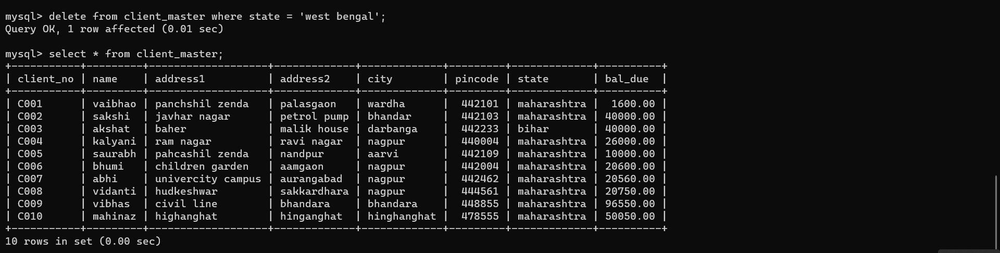 mysql> delete from client_master where state = 'west bengal';
Query OK, 1 row affected (0.01 sec)
mysql> select * from client_master;
+-----------+---------+-------------------+-------------+-------------+---------+-------------+----------+
| client_no | name    | address1          | address2    | city        | pincode | state       | bal_due  |
+-----------+---------+-------------------+-------------+-------------+---------+-------------+----------+
| C001      | vaibhao | panchshil zenda   | palasgaon   | wardha      |  442101 | maharashtra |  1600.00 |
| C002      | sakshi  | javhar nagar      | petrol pump | bhandar     |  442103 | maharashtra | 40000.00 |
| C003      | akshat  | baher             | malik house | darbanga    |  442233 | bihar       | 40000.00 |
| C004      | kalyani | ram nagar         | ravi nagar  | nagpur      |  440004 | maharashtra | 26000.00 |
| C005      | saurabh | pahcashil zenda   | nandpur     | aarvi       |  442109 | maharashtra | 10000.00 |
| C006      | bhumi   | children garden   | aamgaon     | nagpur      |  442004 | maharashtra | 20600.00 |
| C007      | abhi    | univercity campus | aurangabad  | nagpur      |  442462 | maharashtra | 20560.00 |
| C008      | vidanti | hudkeshwar        | sakkardhara | nagpur      |  444561 | maharashtra | 20750.00 |
| C009      | vibhas  | civil line        | bhandara    | bhandara    |  448855 | maharashtra | 96550.00 |
| C010      | mahinaz | highanghat        | hinganghat  | hinghanghat |  478555 | maharashtra | 50050.00 |
+-----------+---------+-------------------+-------------+-------------+---------+-------------+----------+
10 rows in set (0.00 sec)